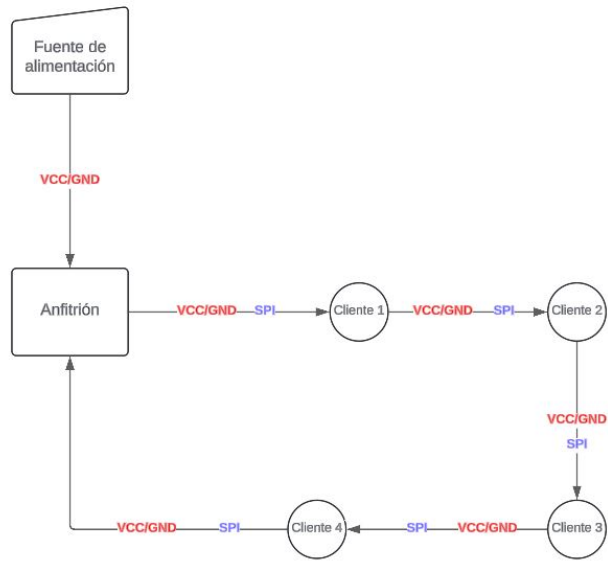 Fuente de
alimentación
VCC/GND
Anfitrión
VCC/GND
SPI
Cliente 1
VCC/GND
SPI
Cliente 2
VCC/GND
SPI
Cliente 3
VCC/GND
SPI
Cliente 4
SPI
VCC/GND